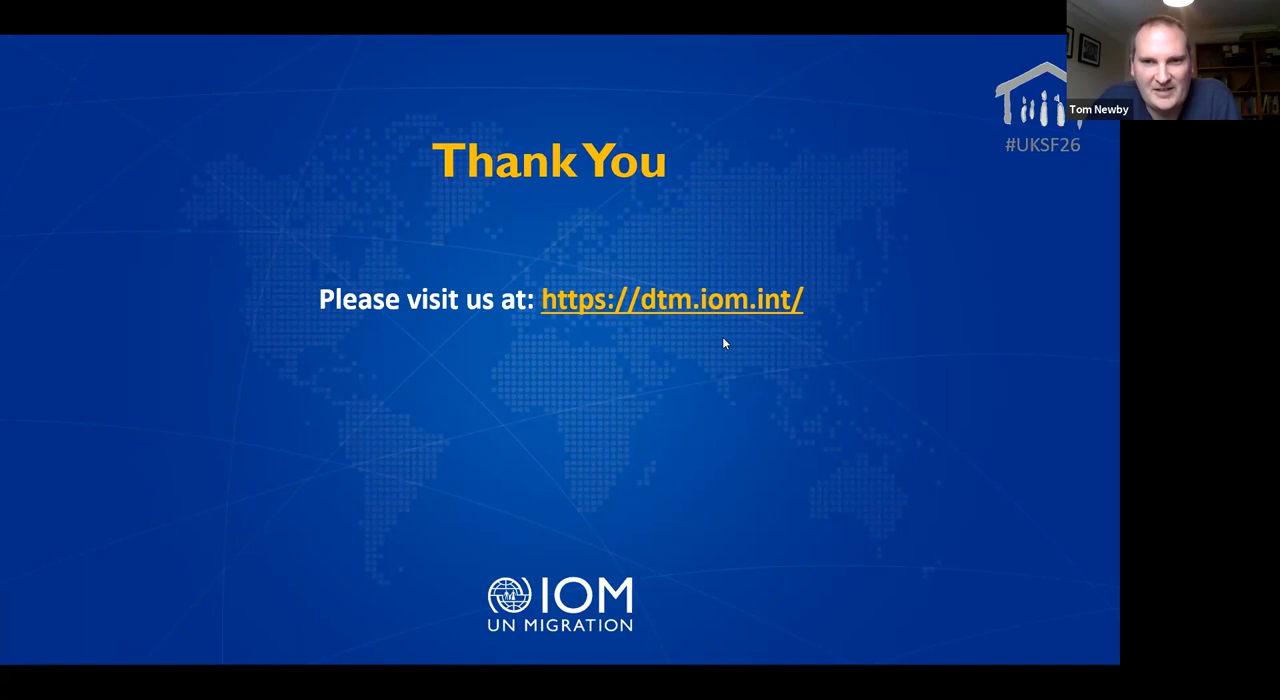 Tom Newby
#UKSF26
Thank You
Please visit us at: https://dtm.iom.int/
IOM
UN MIGRATION